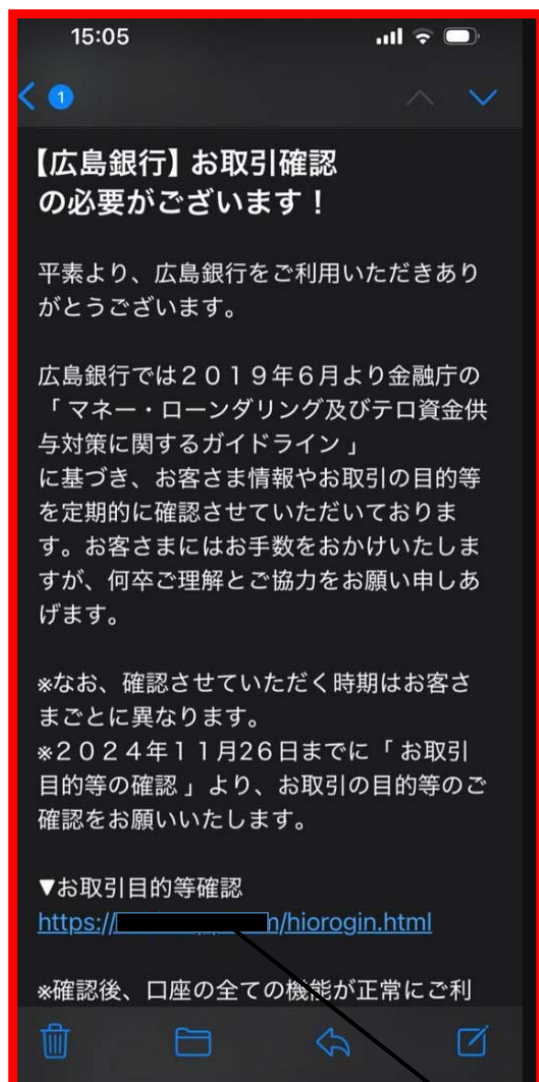 15:05
1
【広島銀行】お取引確認
の必要がございます！
平素より、広島銀行をご利用いただきあり
がとうございます。
広島銀行では２０１９年６月より金融庁の
「 マネー・ローンダリング及びテロ資金供
与対策に関するガイドライン 」
に基づき、お客さま情報やお取引の目的等
を定期的に確認させていただいておりま
す。お客さまにはお手数をおかけいたしま
すが、何卒ご理解とご協力をお願い申しあ
げます。
※なお、確認させていただく時期はお客さ
まごとに異なります。
※２０２４年１１月26日までに「 お取引
目的等の確認 」より、お取引の目的等のご
確認をお願いいたします。
▼お取引目的等確認
https:///hiorogin.html
※確認後、口座の全ての機能が正常にご利